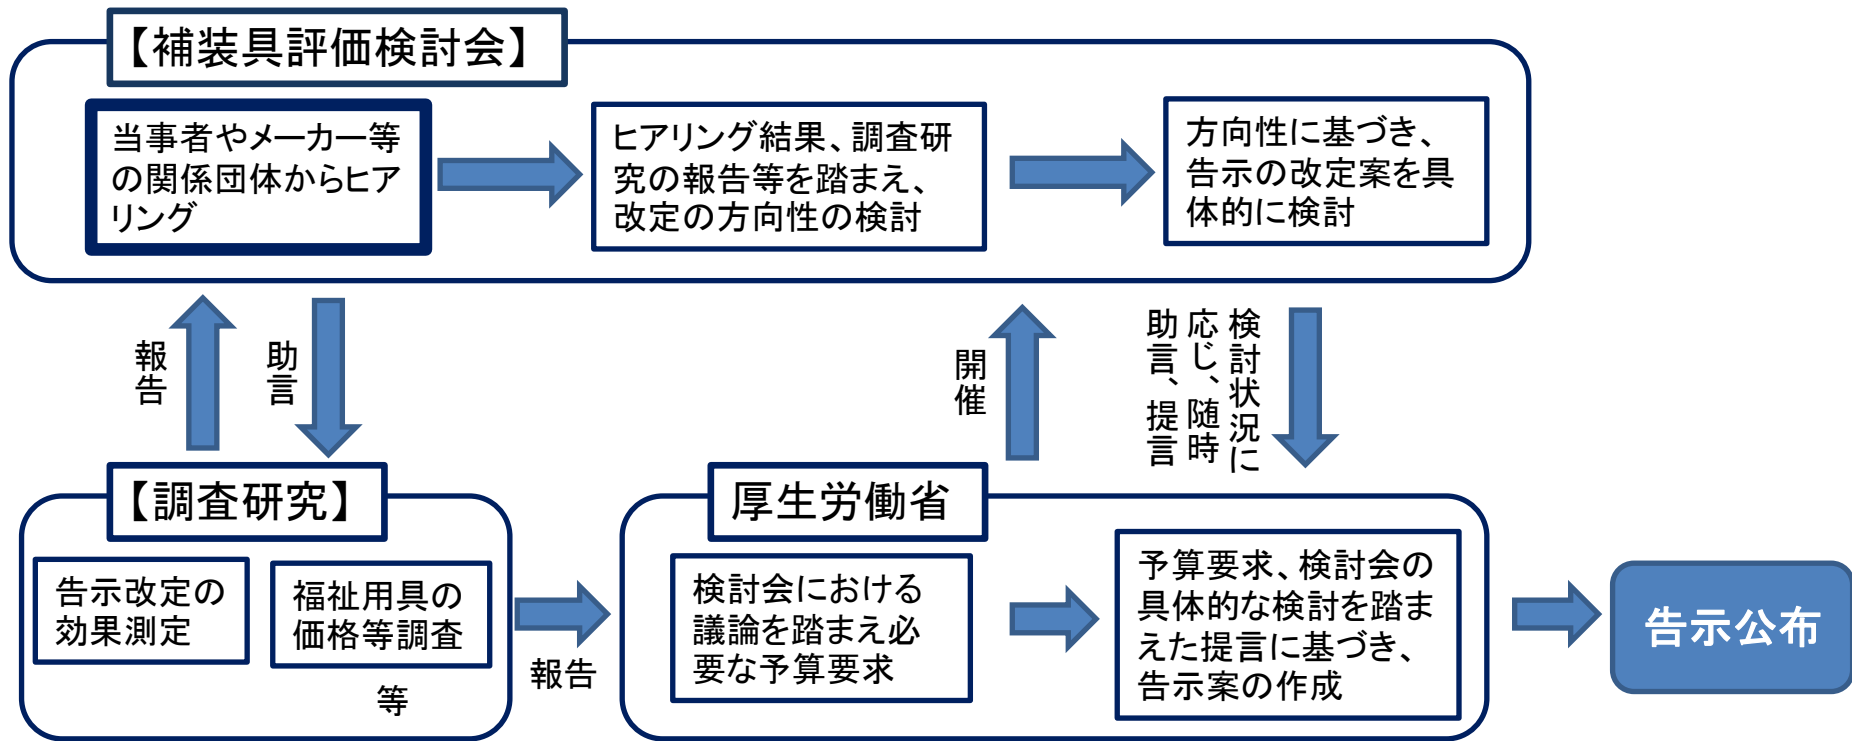 【補装具評価検討会】
当事者やメーカー等
の関係団体からヒア
リング
ヒアリング結果、調査研
究の報告等を踏まえ、
改定の方向性の検討
方向性に基づき、
告示の改定案を具
体的に検討
報告
助言
開催
検討状況に
応じ、随時
助言、提言
【調査研究】
告示改定の
効果測定
福祉用具の
価格等調査
等
報告
厚生労働省
検討会における
議論を踏まえ必
要な予算要求
予算要求、検討会の
具体的な検討を踏ま
えた提言に基づき、
告示案の作成
告示公布